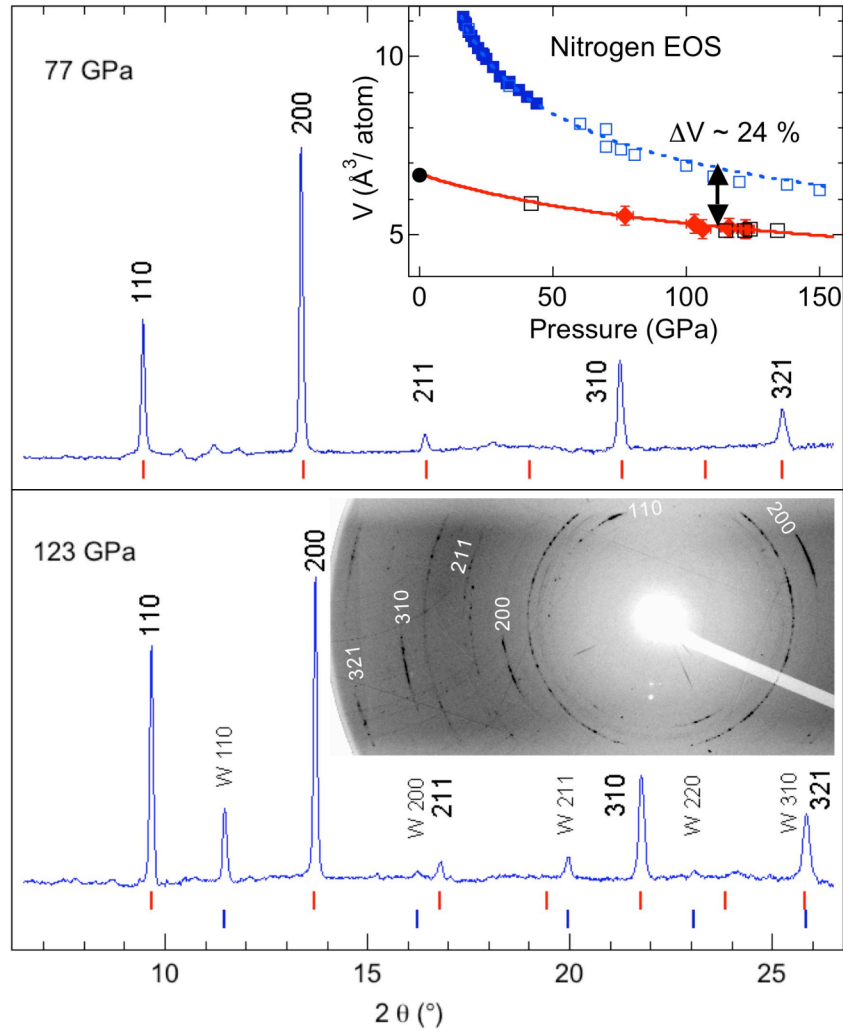 77 GPa
110
200
211
310
321
Nitrogen EOS
V (Å³/ atom)
10
5
ΔV ~ 24 %
0
50
100
150
Pressure (GPa)
123 GPa
110
W 110
200
W 200
211
W 211
310
W 220
W 310
321
110
200
211
200
310
321
10
15
20
25
2 θ (°)